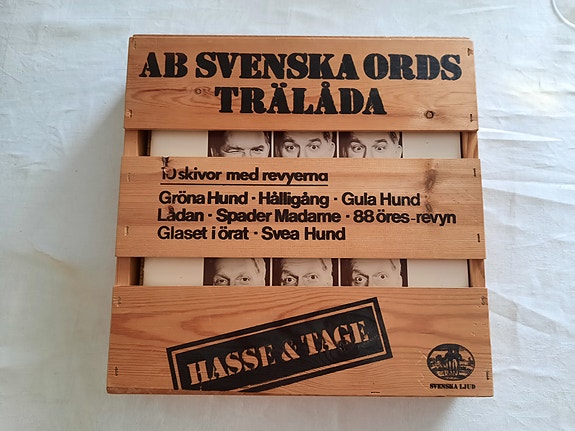 AB SVENSKA ORDS
TRÄLÅDA
10 skivor med revyerna
Gröna Hund · Hålligång · Gula Hund
Lådan · Spader Madame · 88 öres-revyn
Glaset i örat · Svea Hund
HASSE & TAGE
SVENSKA LJUD